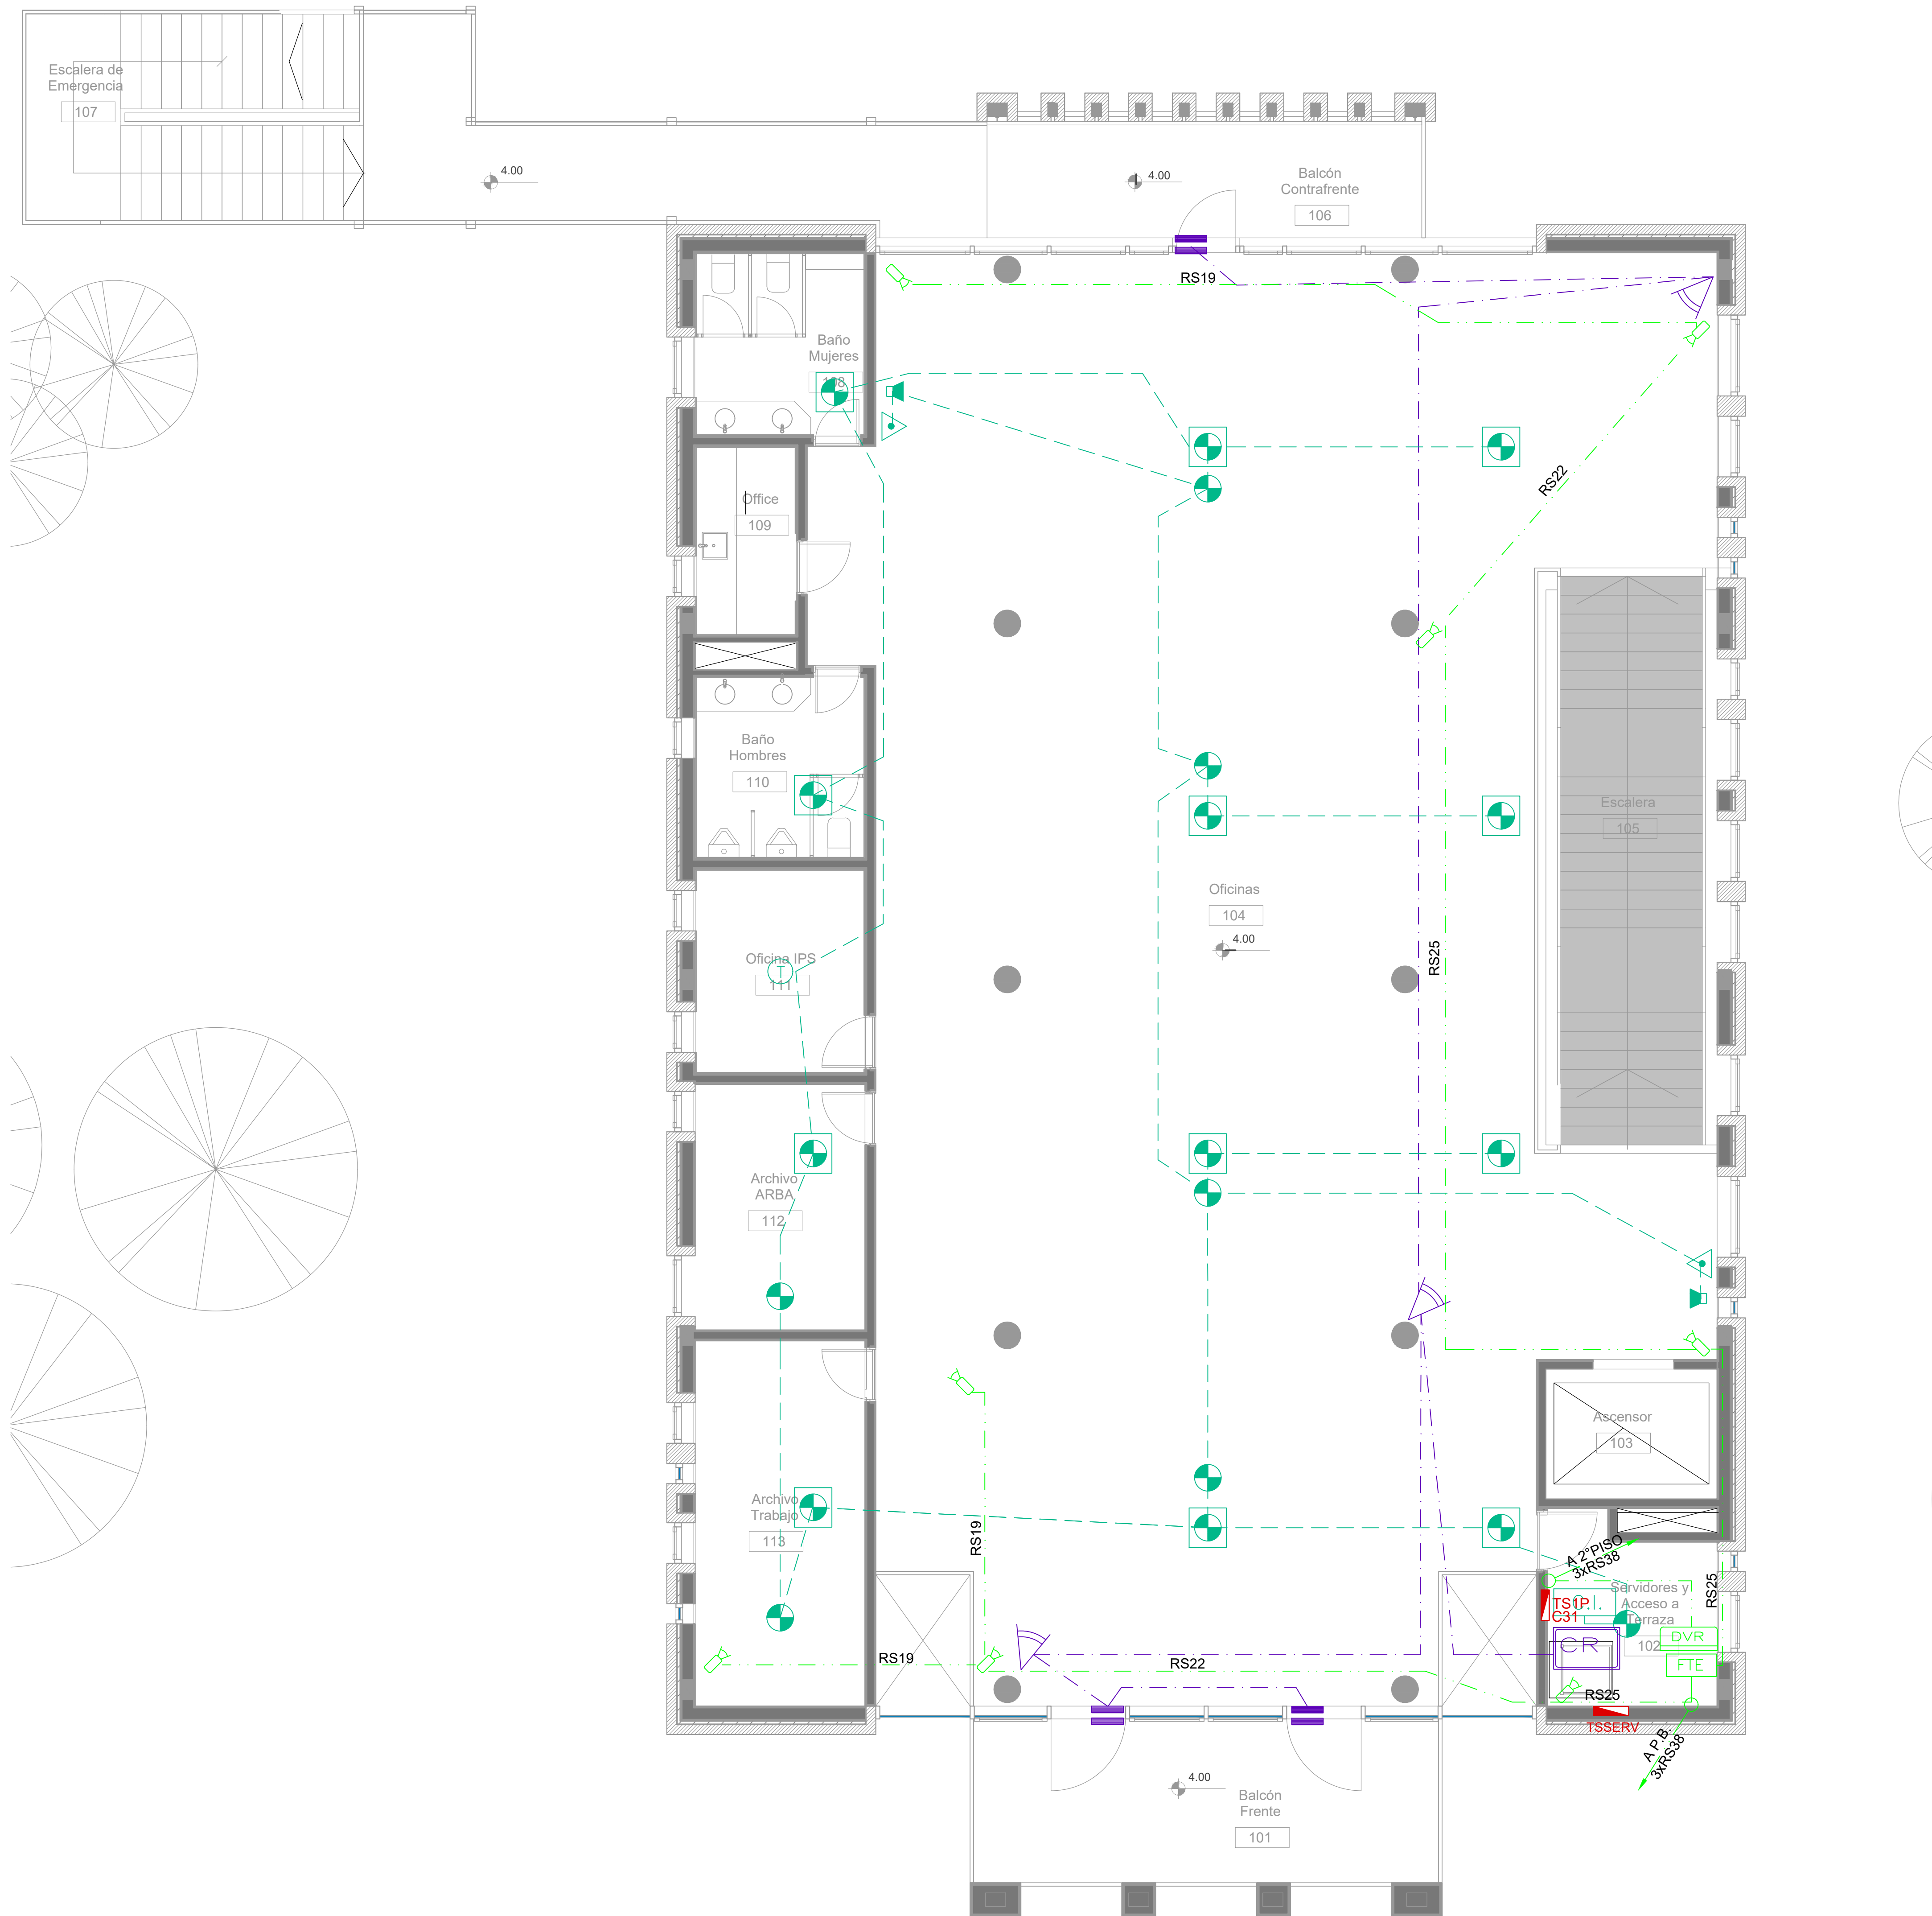 Escalera de
Emergencia
107
4.00
4.00
Balcón
Contrafrente
106
RS19
Baño
Mujeres
108
RS22
Office
109
Baño
Hombres
110
Escalera
105
Oficinas
104
4.00
RS25
Oficina IPS
T
111
Archivo
ARBA
112
Ascensor
103
Archivo
Trabajo
113
RS19
A 2°PISO
3xRS38
RS25
Servidores y
Acceso a
Terraza
102
C.I.
TS1P
C31
CR
DVR
FTE
RS19
RS22
RS25
TSSERV
A P.B.
3xRS38
4.00
Balcón
Frente
101